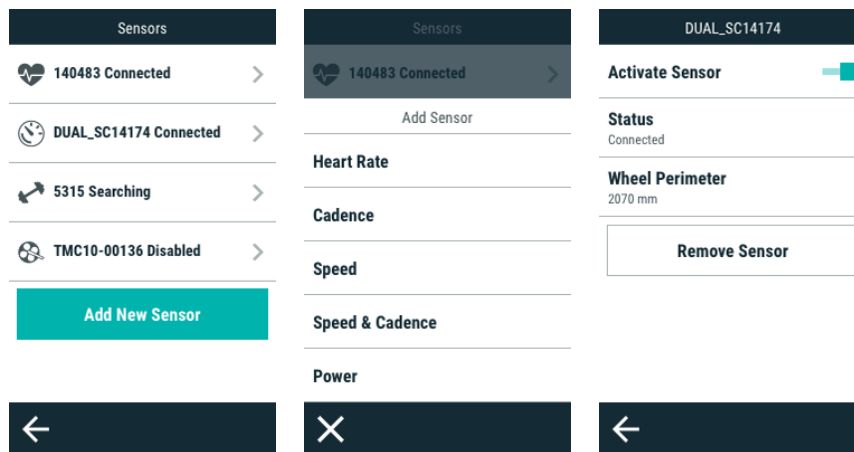 Sensors
140483 Connected
DUAL_SC14174 Connected
5315 Searching
TMC10-00136 Disabled
Add New Sensor
Sensors
140483 Connected
Add Sensor
Heart Rate
Cadence
Speed
Speed & Cadence
Power
DUAL_SC14174
Activate Sensor
Status
Connected
Wheel Perimeter
2070 mm
Remove Sensor